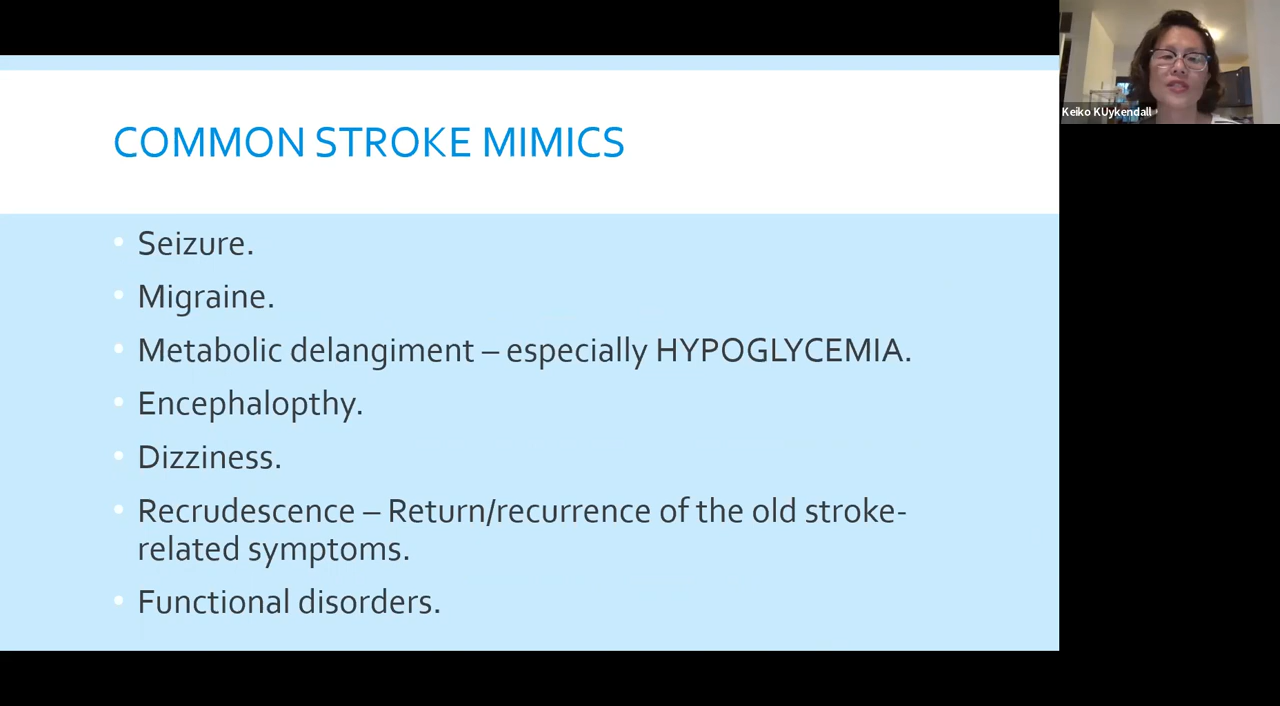 COMMON STROKE MIMICS
Keiko KUykendall
• Seizure.
• Migraine.
• Metabolic delangiment – especially HYPOGLYCEMIA.
• Encephalopthy.
• Dizziness.
• Recrudescence – Return/recurrence of the old stroke-
related symptoms.
• Functional disorders.